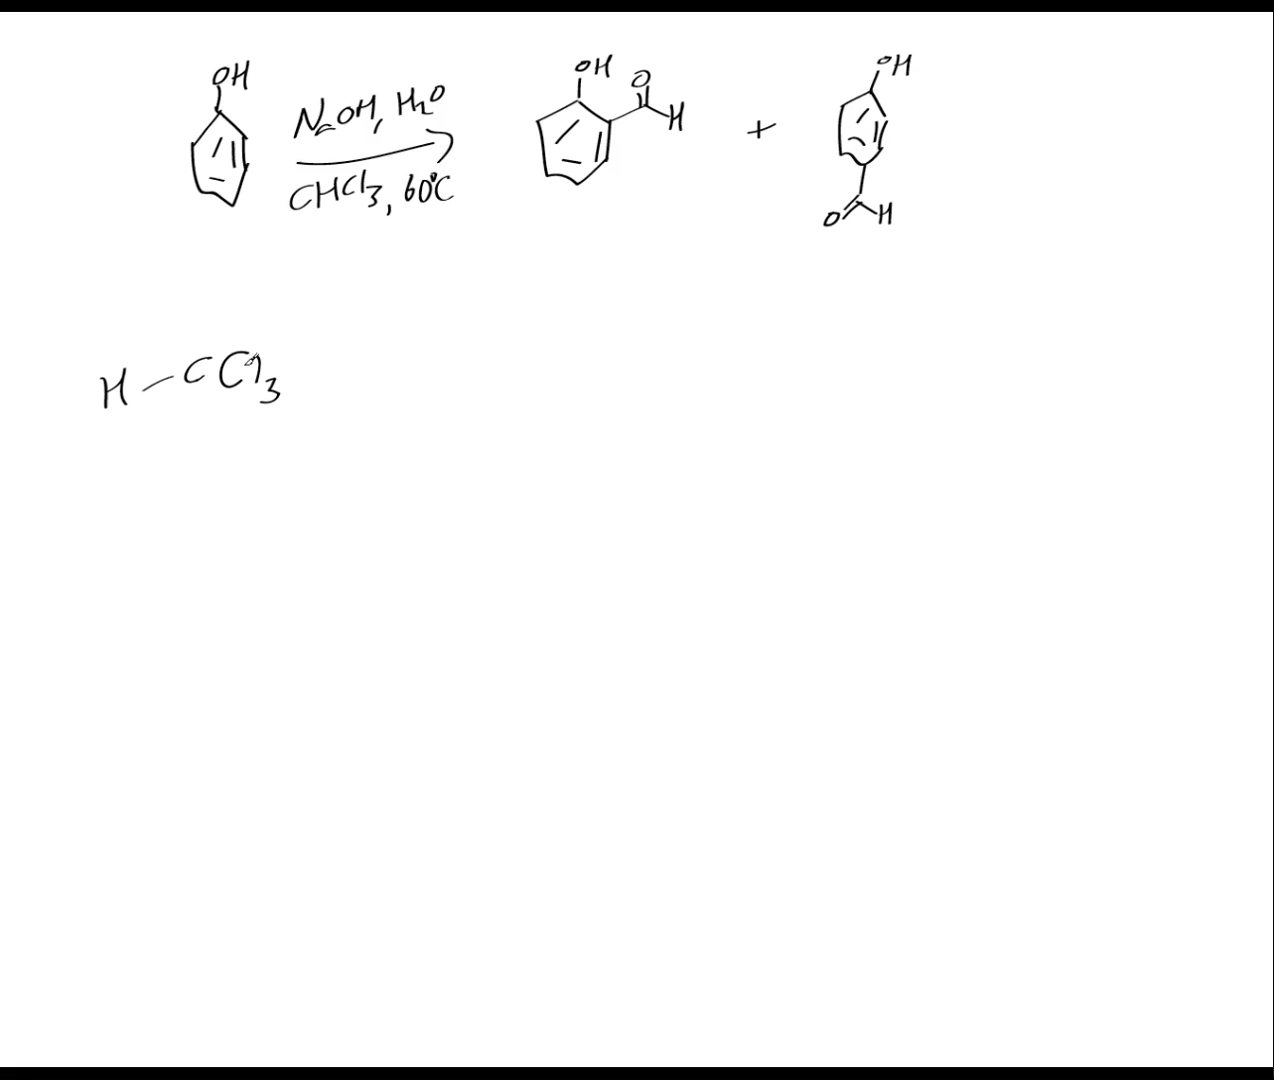 OH
NaOH, H2O
CHCl3, 60°C
OH
O
H
+
OH
O
H
H-CCl3